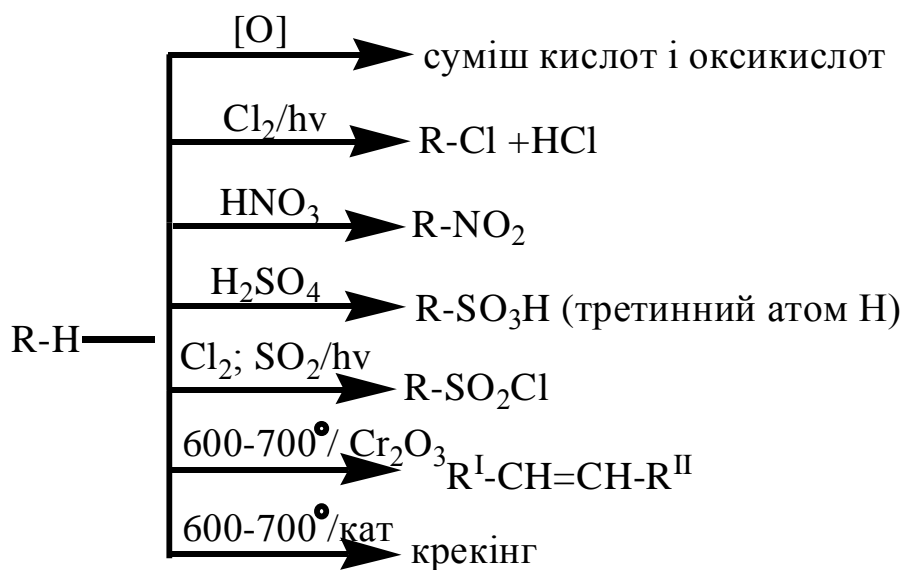 [O]
суміш кислот і оксикислот
Cl₂/hv
R-Cl +HCl
HNO₃
R-NO₂
H₂SO₄
R-SO₃H (третинний атом H)
R-H
Cl₂; SO₂/hv
R-SO₂Cl
600-700°/ Cr₂O₃
Rᴵ-CH=CH-Rᴵᴵ
600-700°/кат
крекінг